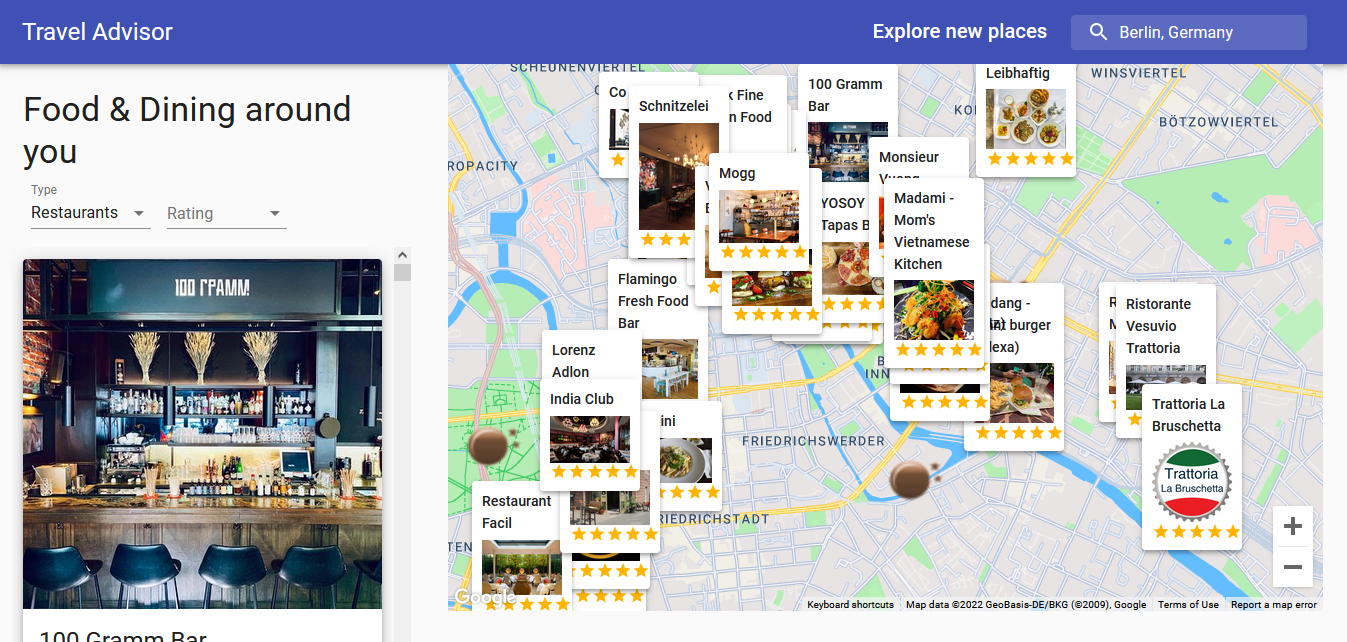 Travel Advisor
Explore new places
Berlin, Germany
Food & Dining around
you
Type
Restaurants
Rating
100 ГРАММ
100 Gramm Bar
SCHEUNENVIERTEL
WINSVIERTEL
BÖTZOWVIERTEL
ROPACITY
Co
Schnitzelei
k Fine
n Food
100 Gramm
Bar
Leibhaftig
KO
Mogg
Monsieur
Vuong
YOSOY
Tapas B
Madami -
Mom's
Vietnamese
Kitchen
Flamingo
Fresh Food
Bar
dang -
burger
lexa)
Ristorante
Vesuvio
Trattoria
Lorenz
Adlon
India Club
ini
Trattoria La
Bruschetta
Trattoria
La Bruschetta
FRIEDRICHSWERDER
Restaurant
Facil
RIEDRICHSTADT
TEN
Google
Keyboard shortcuts
Map data ©2022 GeoBasis-DE/BKG (©2009), Google
Terms of Use
Report a map error